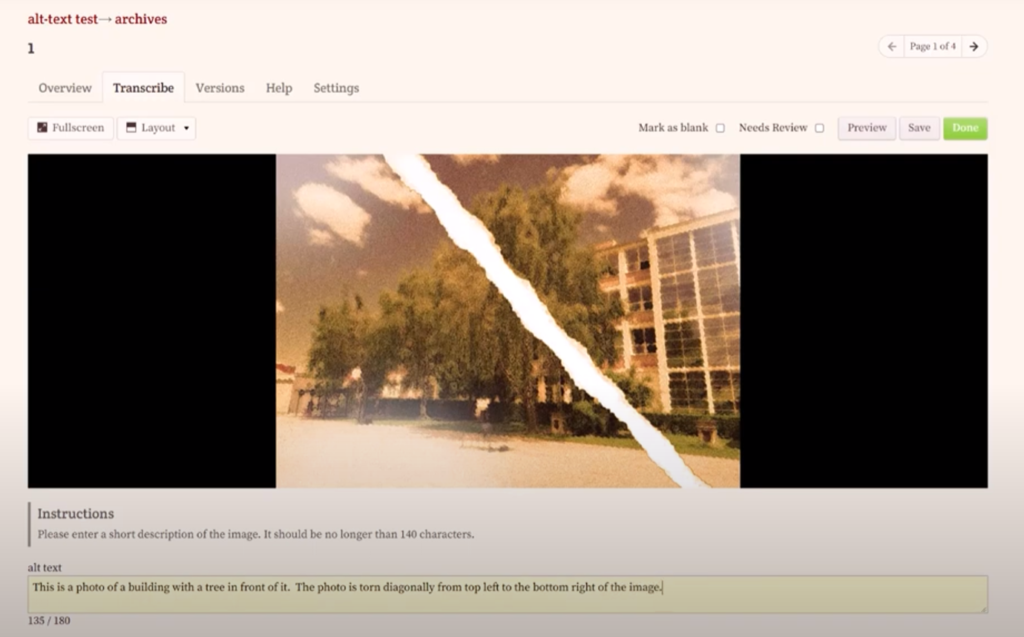 alt-text test→ archives
1
← Page 1 of 4 →
Overview Transcribe Versions Help Settings
Fullscreen Layout ▾ Mark as blank Needs Review Preview Save Done
Instructions
Please enter a short description of the image. It should be no longer than 140 characters.
alt text
This is a photo of a building with a tree in front of it.  The photo is torn diagonally from top left to the bottom right of the image.
135 / 180